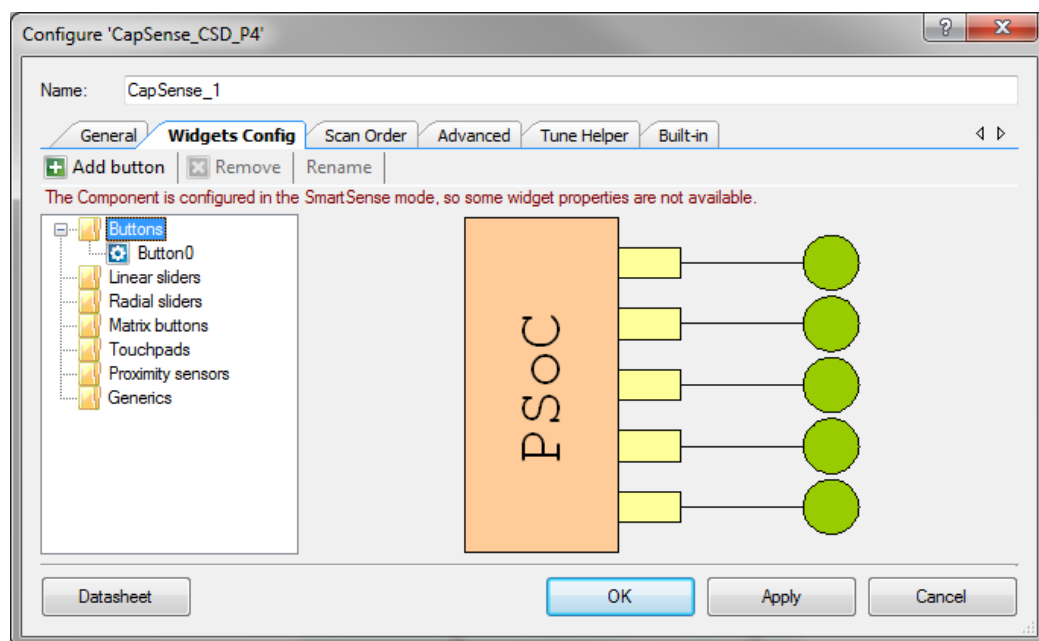 Configure 'CapSense_CSD_P4'
Name: CapSense_1
General Widgets Config Scan Order Advanced Tune Helper Built-in
Add button Remove Rename
The Component is configured in the SmartSense mode, so some widget properties are not available.
Buttons
Button0
Linear sliders
Radial sliders
Matrix buttons
Touchpads
Proximity sensors
Generics
PSoC
Datasheet OK Apply Cancel